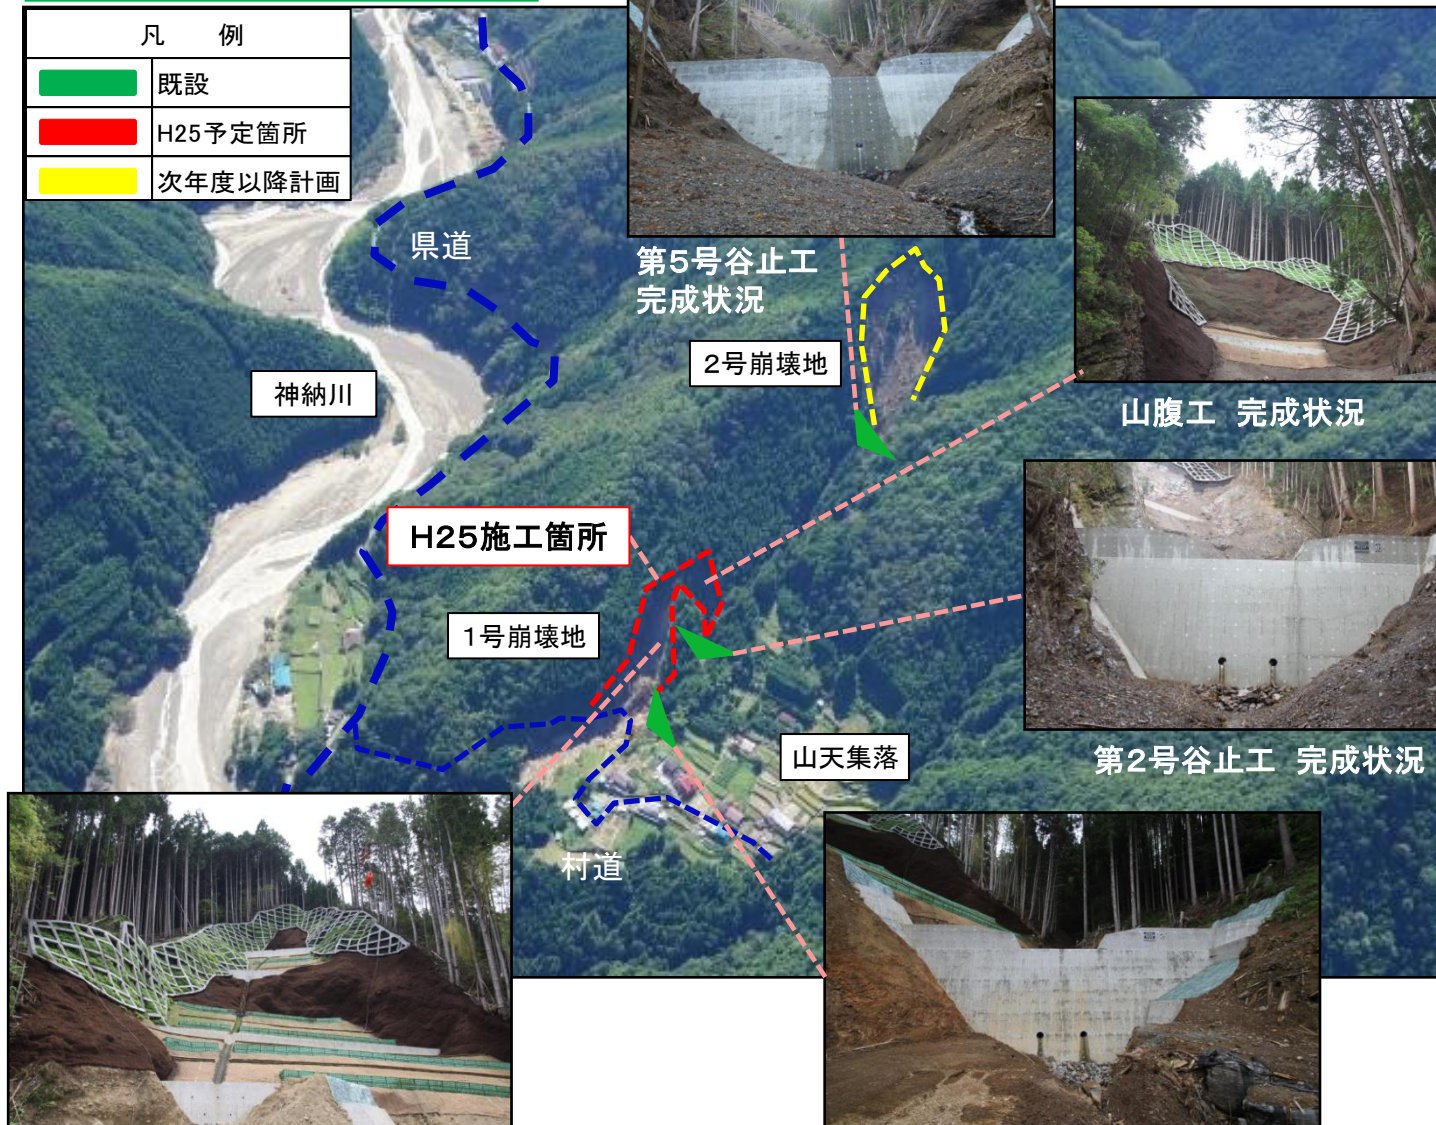 凡 例
既設
H25予定箇所
次年度以降計画
県道
第5号谷止工
完成状況
2号崩壊地
神納川
山腹工 完成状況
H25施工箇所
1号崩壊地
山天集落
第2号谷止工 完成状況
村道